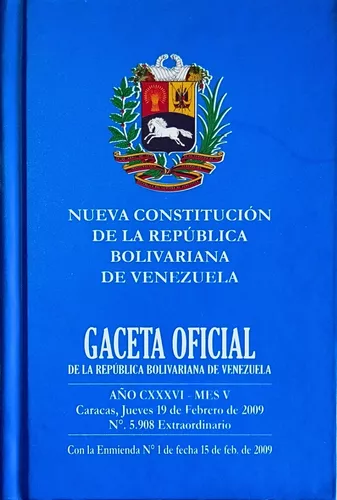 NUEVA CONSTITUCIÓN
DE LA REPÚBLICA
BOLIVARIANA
DE VENEZUELA
GACETA OFICIAL
DE LA REPÚBLICA BOLIVARIANA DE VENEZUELA
AÑO CXXXVI - MES V
Caracas, Jueves 19 de Febrero de 2009
N°. 5.908 Extraordinario
Con la Enmienda N° 1 de fecha 15 de feb. de 2009